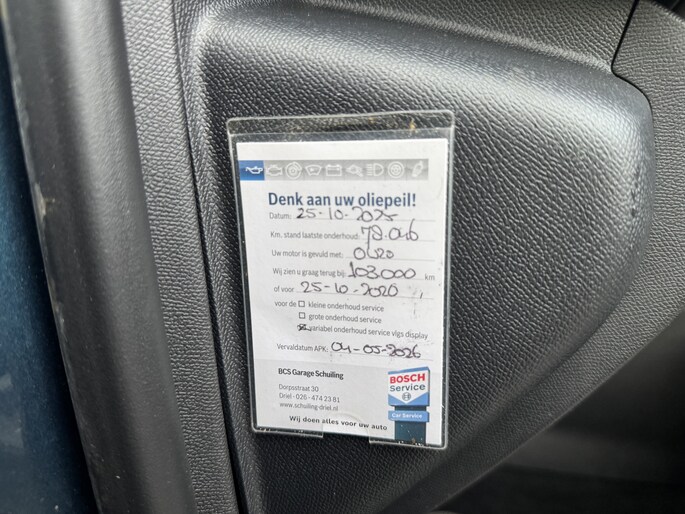 Denk aan uw oliepeil!
Datum: 25-10-2025
Km. stand laatste onderhoud: 78.046
Uw motor is gevuld met: 0W20
Wij zien u graag terug bij: 103.000 km.
of voor 25-10-2026
voor de kleine onderhoud service
grote onderhoud service
variabel onderhoud service vlgs display
Vervaldatum APK: 04-05-2026
BCS Garage Schuiling
Dorpsstraat 30
Driel - 026 - 474 23 81
www.schuiling-driel.nl
BOSCH
Service
Car Service
Wij doen alles voor uw auto